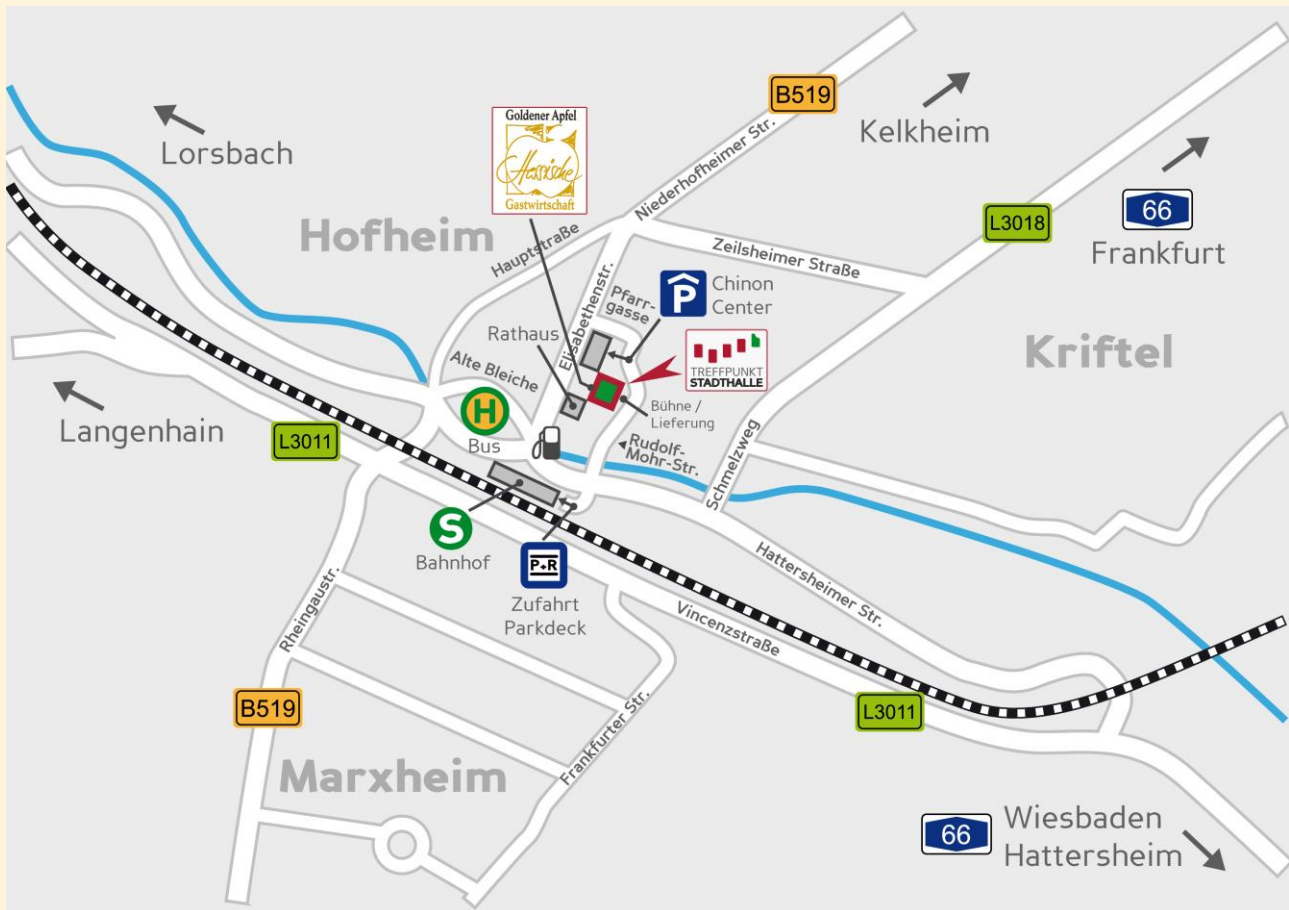 B519
Kelkheim
Lorsbach
Goldener Apfel
Hessische
Gastwirtschaft
Niederhofheimer Str.
L3018
66
Frankfurt
Hofheim
Hauptstraße
Zeilsheimer Straße
Elisabethenstr.
Pfarr-
gasse
P
Chinon
Center
Rathaus
Alte Bleiche
TREFFPUNKT
STADTHALLE
Kriftel
Langenhain
L3011
H
Bus
Bühne /
Lieferung
Rudolf-
Mohr-Str.
Schmelzweg
S
Bahnhof
P+R
Zufahrt
Parkdeck
Hattersheimer Str.
Vincenzstraße
Rheingaustr.
B519
Frankfurter Str.
L3011
Marxheim
66
Wiesbaden
Hattersheim